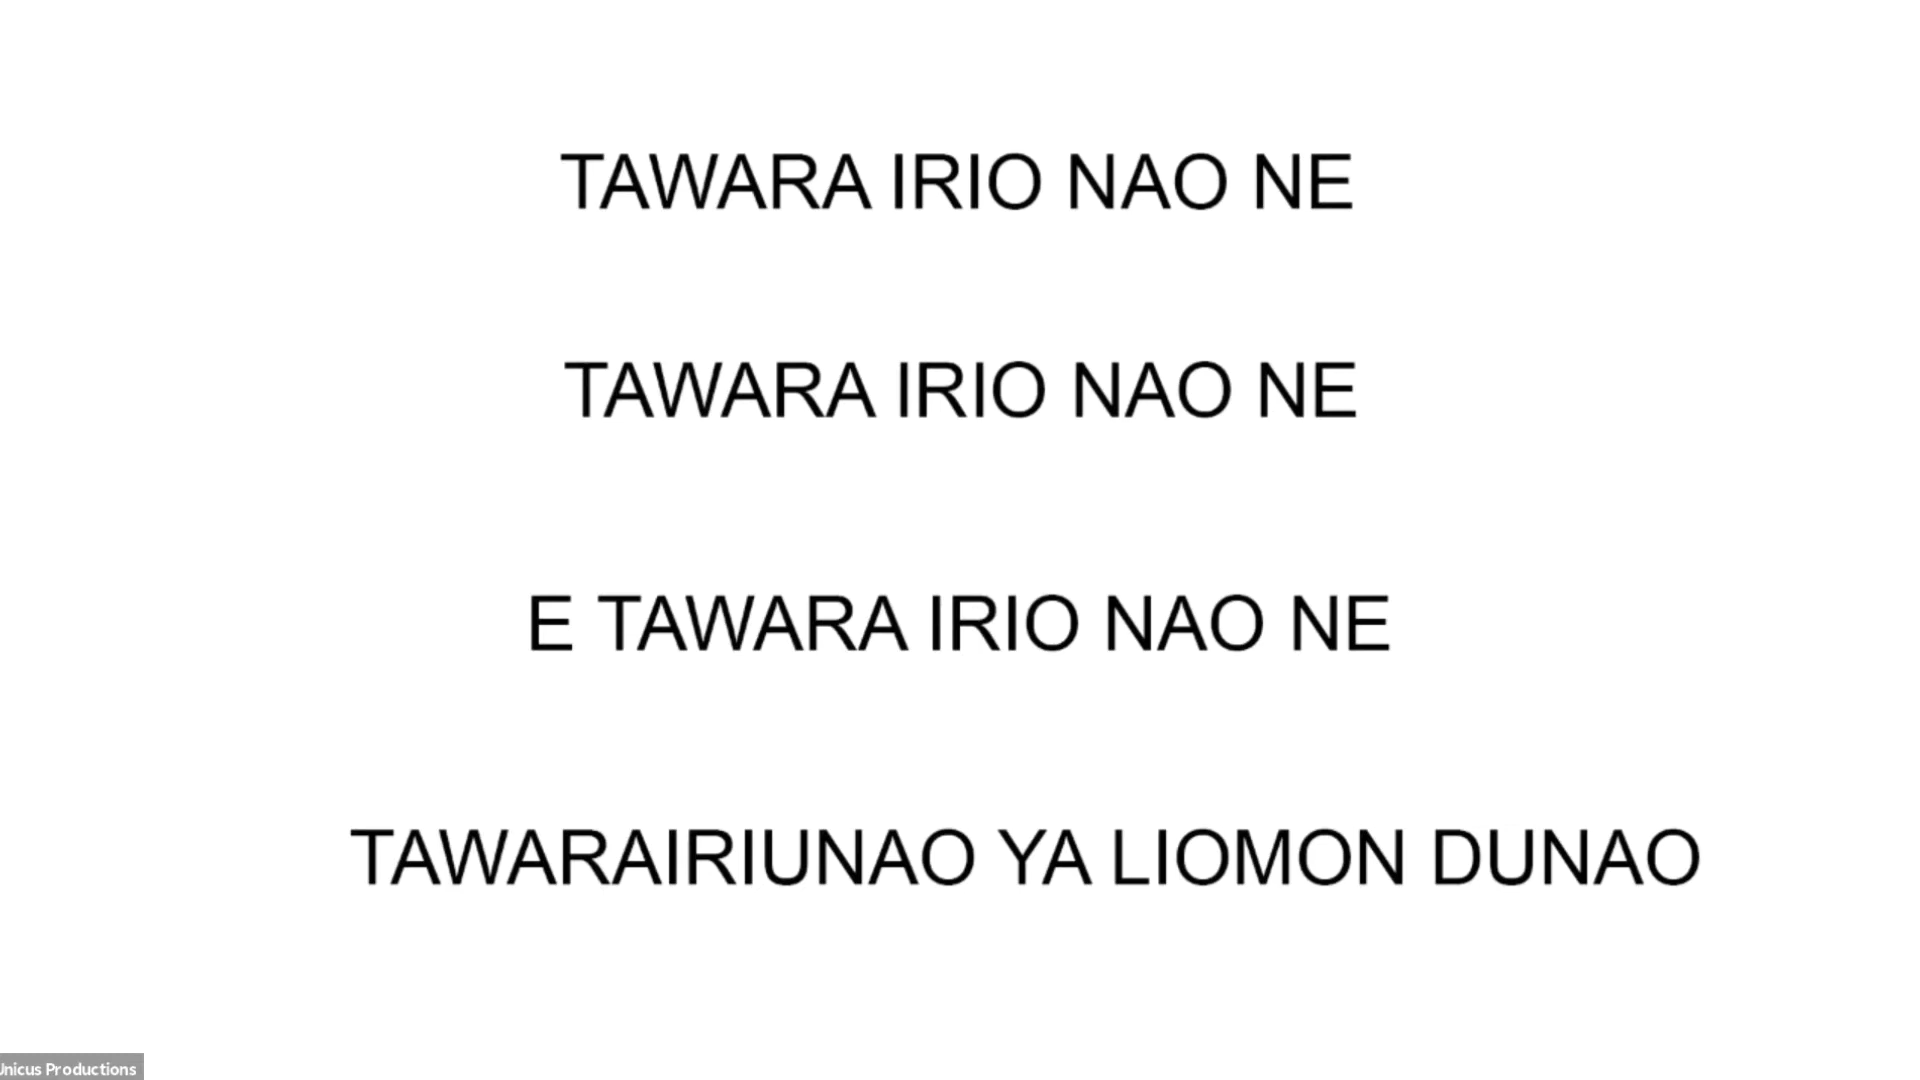 TAWARA IRIO NAO NE
TAWARA IRIO NAO NE
E TAWARA IRIO NAO NE
TAWARAIRIUNAO YA LIOMON DUNAO
Unicus Productions